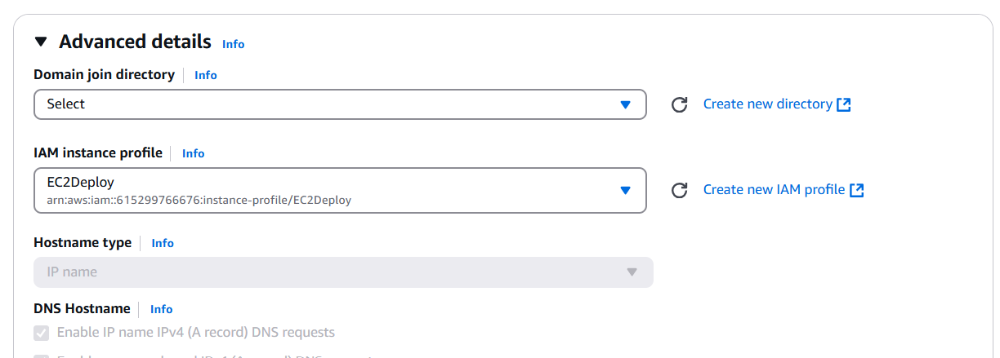 Advanced details Info
Domain join directory Info
Select
Create new directory
IAM instance profile Info
EC2Deploy
arn:aws:iam::615299766676:instance-profile/EC2Deploy
Create new IAM profile
Hostname type Info
IP name
DNS Hostname Info
Enable IP name IPv4 (A record) DNS requests